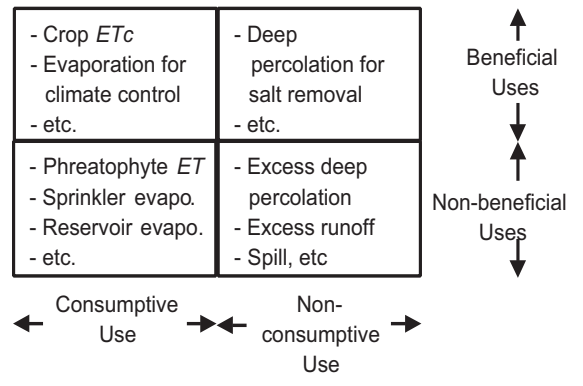 - Crop ETc
- Evaporation for
climate control
- etc.
- Deep
percolation for
salt removal
- etc.
Beneficial
Uses
- Phreatophyte ET
- Sprinkler evapo.
- Reservoir evapo.
- etc.
- Excess deep
percolation
- Excess runoff
- Spill, etc
Non-beneficial
Uses
Consumptive
Use
Non-
consumptive
Use